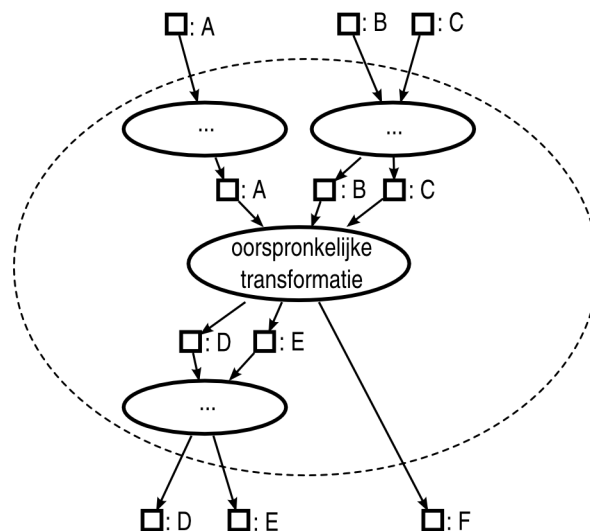 : A
: B
: C
...
...
: A
: B
: C
oorspronkelijke
transformatie
: D
: E
...
: D
: E
: F